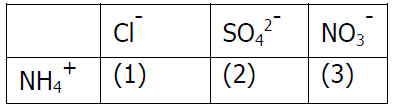 Cl⁻ SO₄²⁻ NO₃⁻
NH₄⁺ (1) (2) (3)